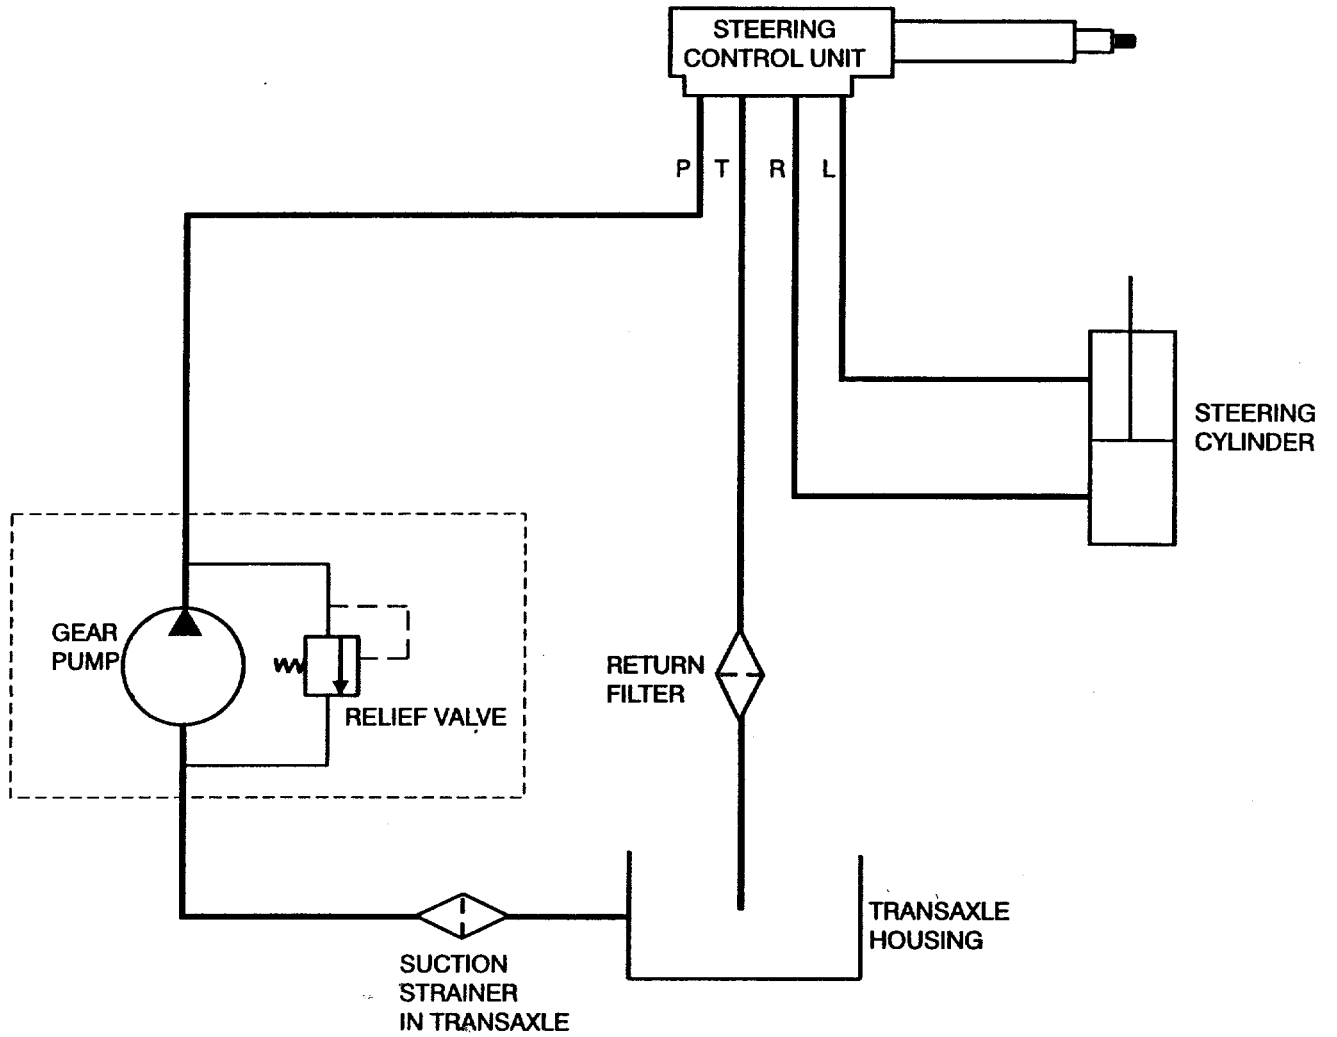 STEERING
CONTROL UNIT
P T R L
STEERING
CYLINDER
GEAR
PUMP
RELIEF VALVE
RETURN
FILTER
TRANSAXLE
HOUSING
SUCTION
STRAINER
IN TRANSAXLE